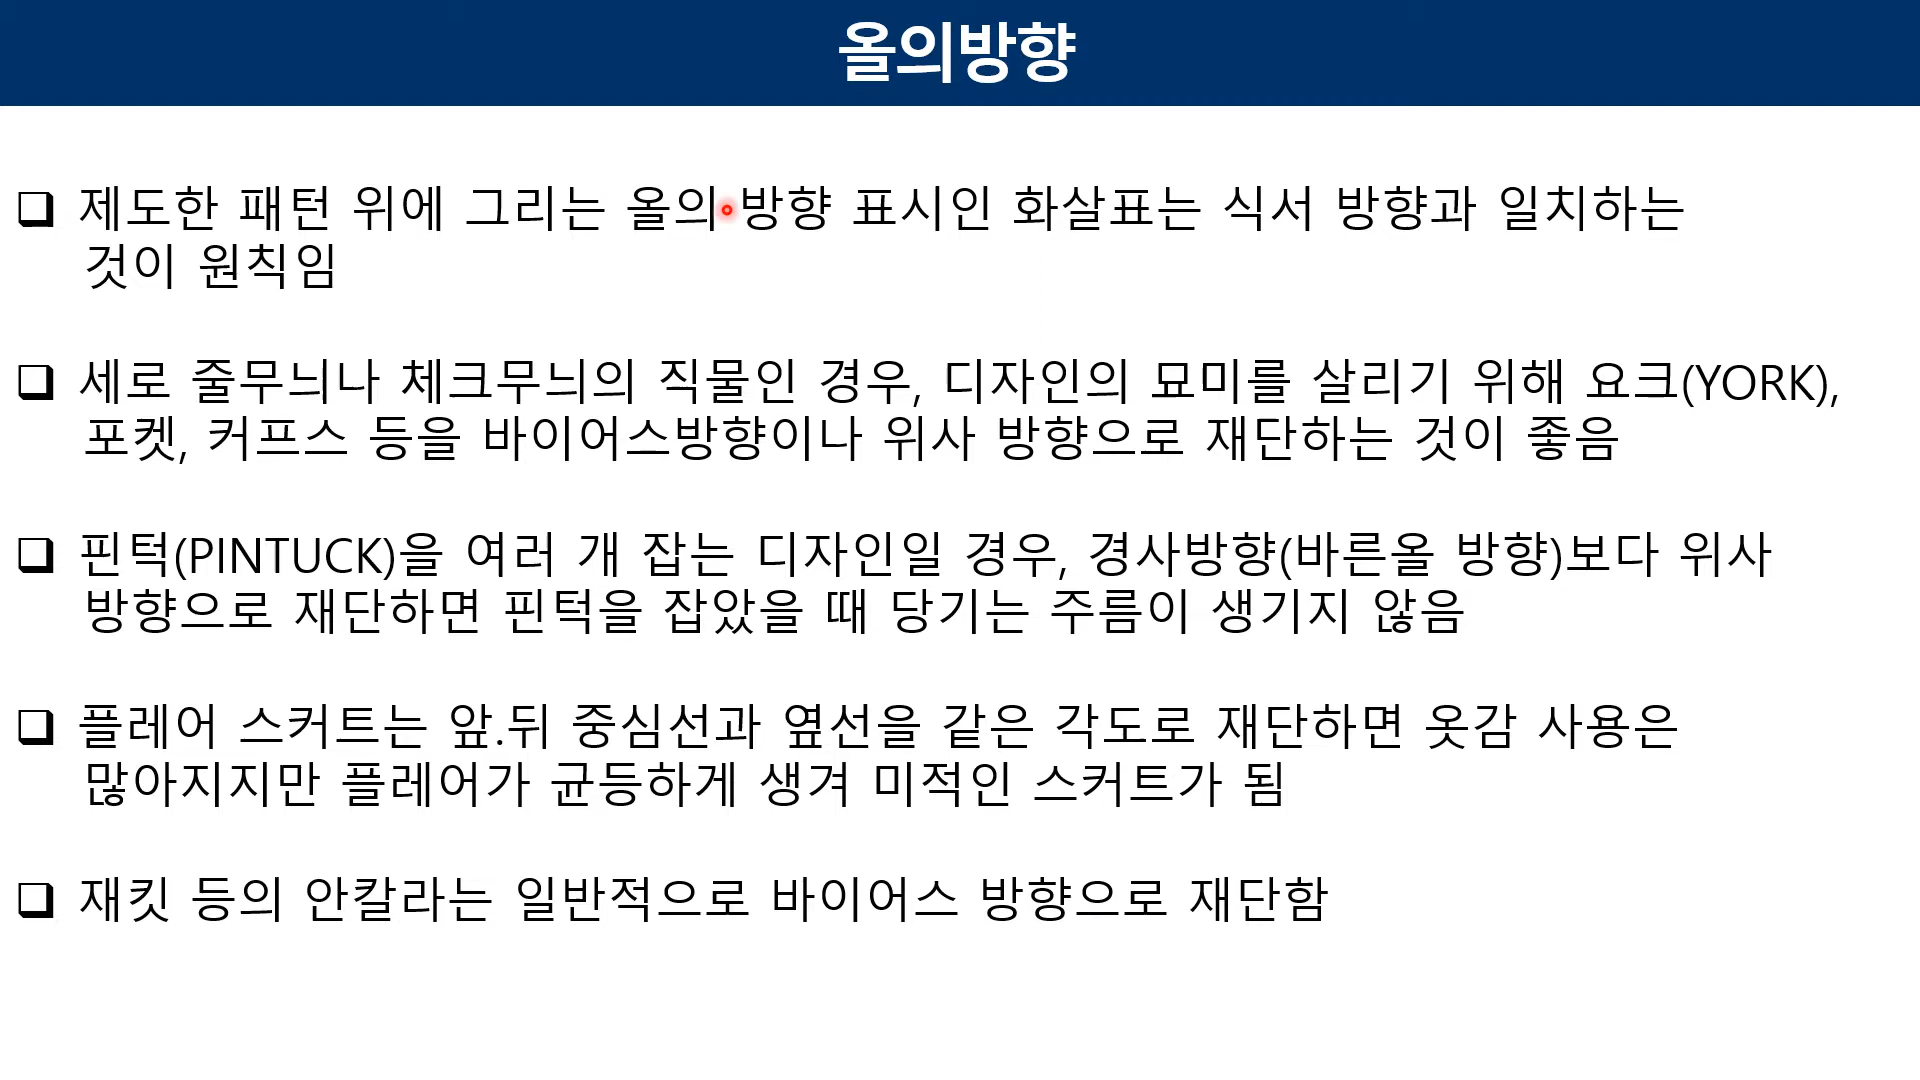 올의방향
❑ 제도한 패턴 위에 그리는 올의 방향 표시인 화살표는 식서 방향과 일치하는
것이 원칙임
❑ 세로 줄무늬나 체크무늬의 직물인 경우, 디자인의 묘미를 살리기 위해 요크(YORK),
포켓, 커프스 등을 바이어스방향이나 위사 방향으로 재단하는 것이 좋음
❑ 핀턱(PINTUCK)을 여러 개 잡는 디자인일 경우, 경사방향(바른올 방향)보다 위사
방향으로 재단하면 핀턱을 잡았을 때 당기는 주름이 생기지 않음
❑ 플레어 스커트는 앞.뒤 중심선과 옆선을 같은 각도로 재단하면 옷감 사용은
많아지지만 플레어가 균등하게 생겨 미적인 스커트가 됨
❑ 재킷 등의 안칼라는 일반적으로 바이어스 방향으로 재단함